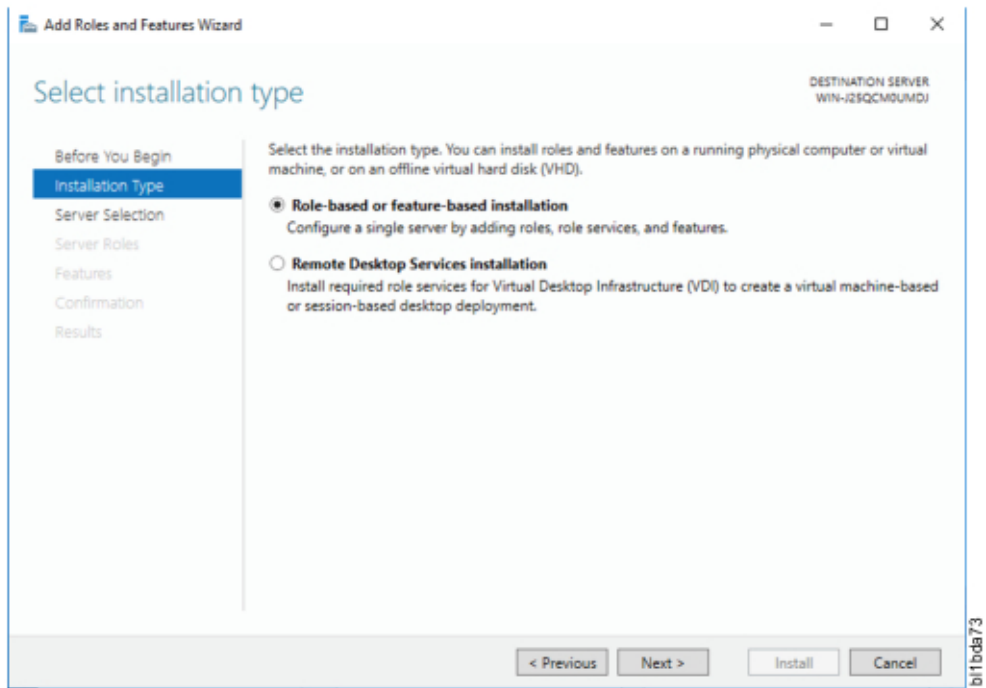 Add Roles and Features Wizard
Select installation type
DESTINATION SERVER
WIN-J2SQCM0UMDJ
Before You Begin
Installation Type
Server Selection
Server Roles
Features
Confirmation
Results
Select the installation type. You can install roles and features on a running physical computer or virtual
machine, or on an offline virtual hard disk (VHD).
Role-based or feature-based installation
Configure a single server by adding roles, role services, and features.
Remote Desktop Services installation
Install required role services for Virtual Desktop Infrastructure (VDI) to create a virtual machine-based
or session-based desktop deployment.
< Previous
Next >
Install
Cancel
bl1bda73